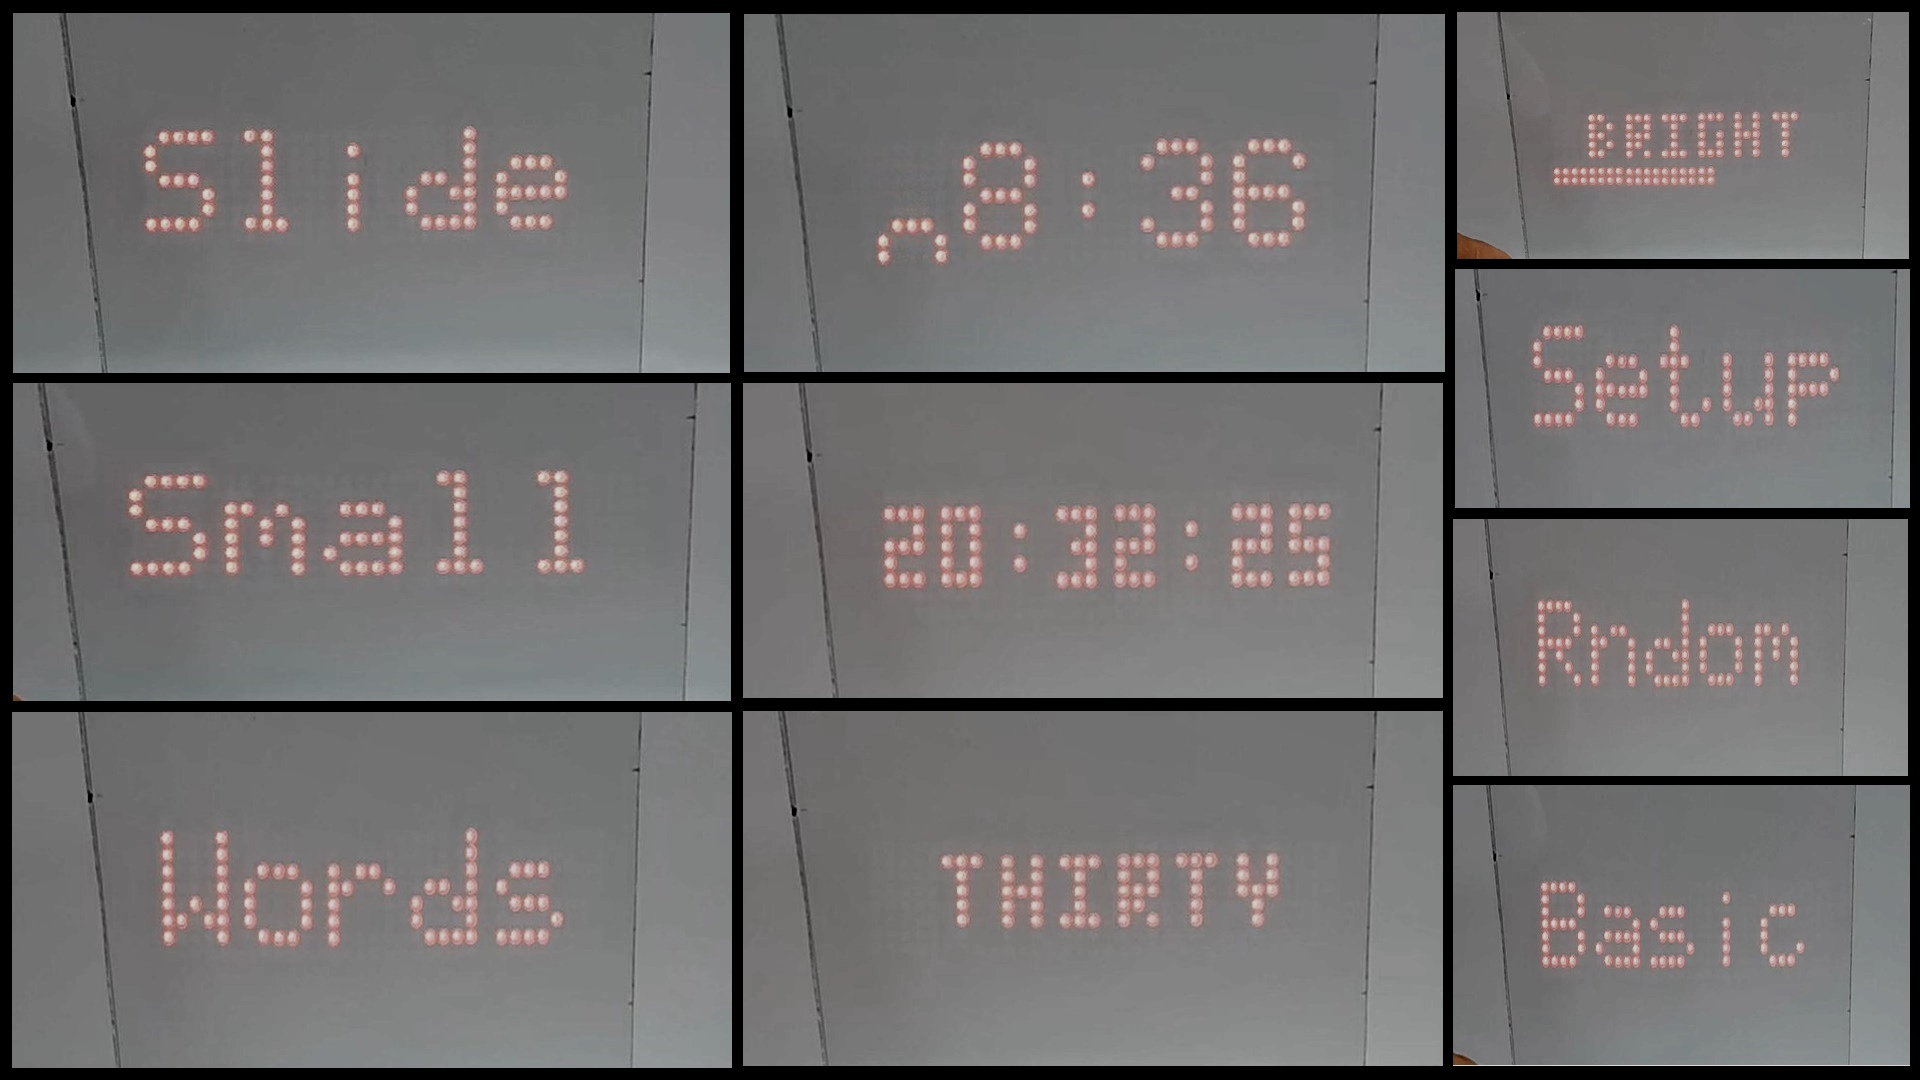 Slide
8:36
Small
20:32:25
Words
THIRTY
BRIGHT
Setup
Rndom
Basic